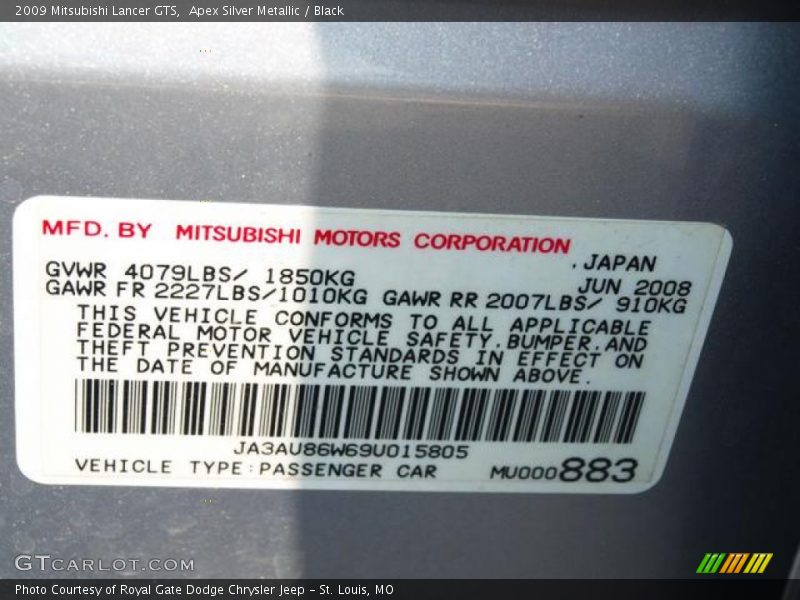 2009 Mitsubishi Lancer GTS,  Apex Silver Metallic / Black
MFD. BY MITSUBISHI MOTORS CORPORATION
. JAPAN
GVWR 4079LBS/ 1850KG JUN 2008
GAWR FR 2227LBS/1010KG GAWR RR 2007LBS/ 910KG
THIS VEHICLE CONFORMS TO ALL APPLICABLE
FEDERAL MOTOR VEHICLE SAFETY.BUMPER.AND
THEFT PREVENTION STANDARDS IN EFFECT ON
THE DATE OF MANUFACTURE SHOWN ABOVE.
JA3AU86W69U015805
VEHICLE TYPE:PASSENGER CAR MU000883
GTCARLOT.COM
Photo Courtesy of Royal Gate Dodge Chrysler Jeep - St. Louis, MO